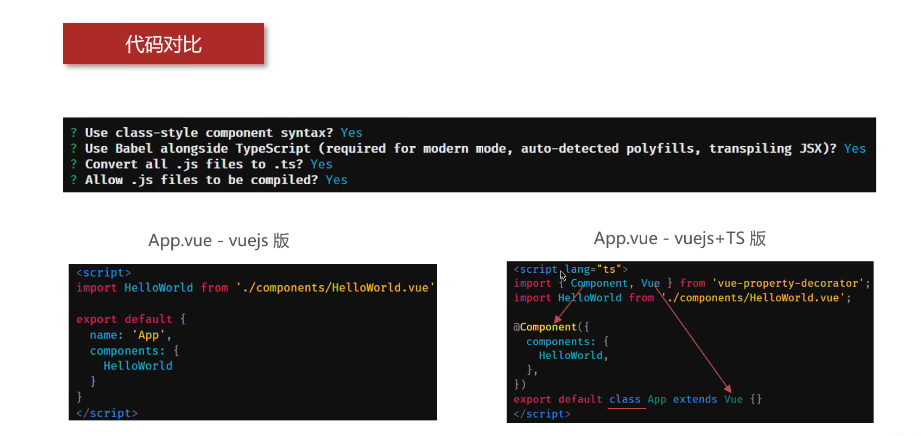 代码对比
? Use class-style component syntax? Yes
? Use Babel alongside TypeScript (required for modern mode, auto-detected polyfills, transpiling JSX)? Yes
? Convert all .js files to .ts? Yes
? Allow .js files to be compiled? Yes
App.vue - vuejs 版
<script>
import HelloWorld from './components/HelloWorld.vue'
export default {
name: 'App',
components: {
HelloWorld
}
}
</script>
App.vue - vuejs+TS 版
<script lang="ts">
import { Component, Vue } from 'vue-property-decorator';
import HelloWorld from './components/HelloWorld.vue';
@Component({
components: {
HelloWorld,
},
})
export default class App extends Vue {}
</script>